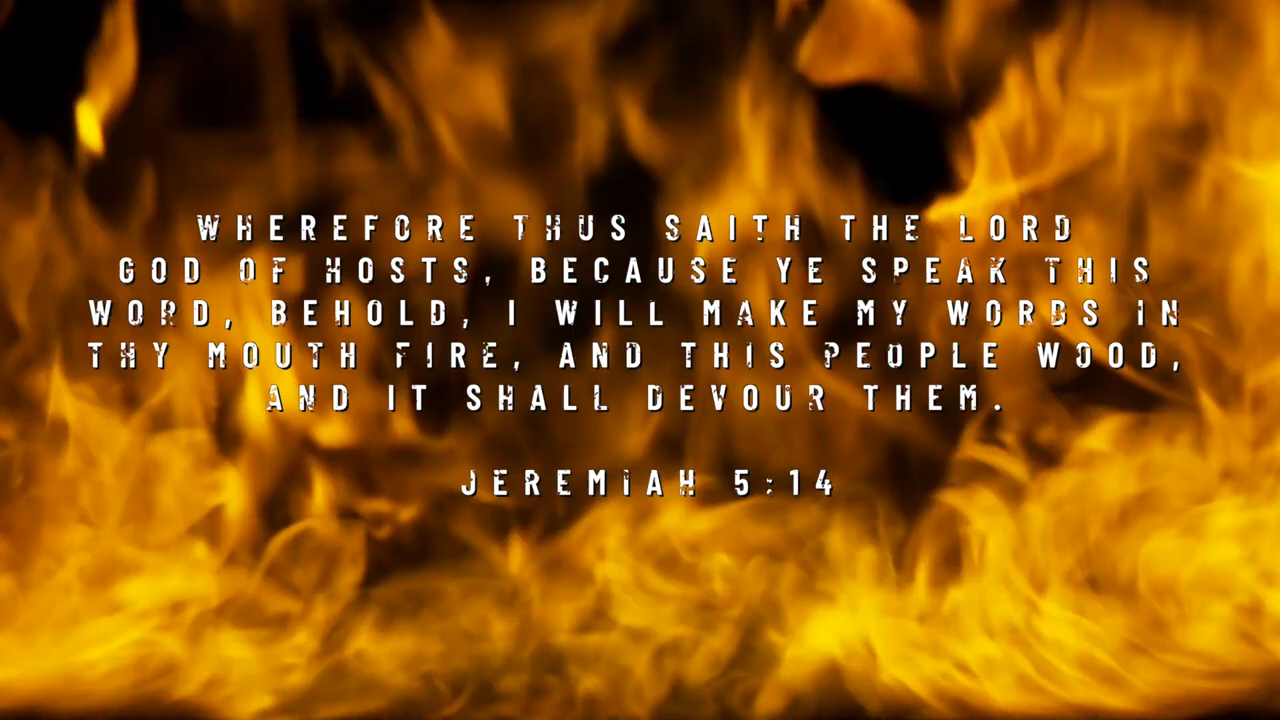 WHEREFORE THUS SAITH THE LORD
GOD OF HOSTS, BECAUSE YE SPEAK THIS
WORD, BEHOLD, I WILL MAKE MY WORDS IN
THY MOUTH FIRE, AND THIS PEOPLE WOOD,
AND IT SHALL DEVOUR THEM.
JEREMIAH 5:14